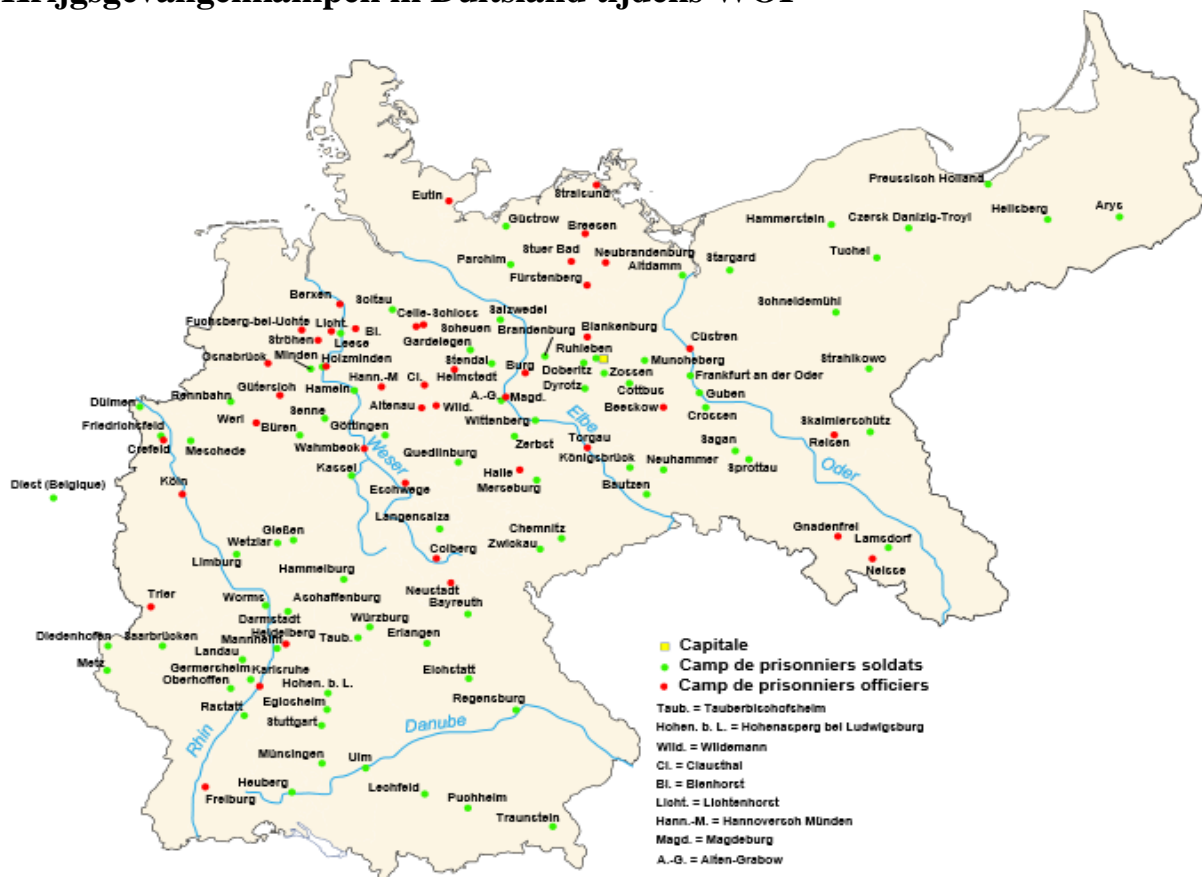 Krijgsgevangenkampen in Duitsland tijdens WO1
Preussisch Holland
Eutin
Stralsund
Güstrow
Breesen
Hammerstein
Czersk Danizig-Troyl
Heilsberg
Arys
Stuer Bad
Neubrandenburg
Parchim
Altdamm
Stargard
Tuchel
Fürstenberg
Berxen
Soltau
Celle-Schloss
Salzwedel
Schneidemühl
Fuchsberg-bei-Uchte
Licht.
Bl.
Scheuen
Brandenburg
Blankenburg
Cüstren
Ströhen
Leese
Gardelegen
Ruhleben
Osnabrück
Minden
Holzminden
Stendal
Burg
Doberitz
Zossen
Muncheberg
Strahlkowo
Hann.-M
Cl.
Helmstedt
Dyrotz
Cottbus
Frankfurt an der Oder
Rennbahn
Gütersloh
Hameln
A.-G.
Magd.
Beeskow
Guben
Dülmen
Senne
Altenau
Wild.
Wittenberg
Elbe
Crossen
Friedrichsfeld
Werl
Büren
Göttingen
Zerbst
Torgau
Skalmierschütz
Crefeld
Meschede
Wahmbeck
Weser
Quedlinburg
Königsbrück
Sagan
Reisen
Kassel
Halle
Neuhammer
Sprottau
Oder
Diest (Belgique)
Köln
Eschwege
Merseburg
Bautzen
Langensalza
Chemnitz
Gnadenfrei
Gießen
Wetzlar
Zwickau
Lamsdorf
Limburg
Colberg
Neisse
Hammelburg
Trier
Worms
Aschaffenburg
Neustadt
Bayreuth
Darmstadt
Heidelberg
Würzburg
Diedenhofen
Saarbrücken
Mannheim
Taub.
Erlangen
Metz
Landau
Germersheim
Karlsruhe
Eichstatt
Oberhoffen
Hohen. b. L.
Rastatt
Eglosheim
Regensburg
Stuttgart
Danube
Rhin
Münsingen
Ulm
Heuberg
Lechfeld
Freiburg
Puchheim
Traunstein
Capitale
Camp de prisonniers soldats
Camp de prisonniers officiers
Taub. = Tauberbischofsheim
Hohen. b. L. = Hohenasperg bei Ludwigsburg
Wild. = Wildemann
Cl. = Clausthal
Bl. = Blenhorst
Licht. = Lichtenhorst
Hann.-M. = Hannoversch Münden
Magd. = Magdeburg
A.-G. = Alten-Grabow